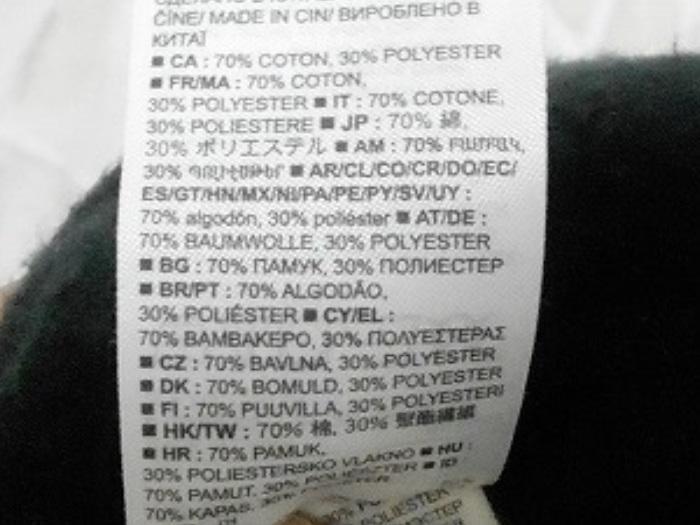 ČÍNĚ/ MADE IN CIN/ ВИРОБЛЕНО В
КИТАЇ
■ CA : 70% COTON, 30% POLYESTER
■ FR/MA : 70% COTON,
30% POLYESTER ■ IT : 70% COTONE,
30% POLIESTERE ■ JP : 70% 綿,
30% ポリエステル ■ AM : 70% ԲԱՄԲԱԿ,
30% ■ AR/CL/CO/CR/DO/EC/
ES/GT/HN/MX/NI/PA/PE/PY/SV/UY :
70% algodón, 30% poliéster ■ AT/DE :
70% BAUMWOLLE, 30% POLYESTER
■ BG : 70% ПАМУК, 30% ПОЛИЕСТЕР
■ BR/PT : 70% ALGODÃO,
30% POLIÉSTER ■ CY/EL :
70% ΒΑΜΒΑΚΕΡΟ, 30% ΠΟΛΥΕΣΤΕΡΑΣ
■ CZ : 70% BAVLNA, 30% POLYESTER
■ DK : 70% BOMULD, 30% POLYESTER
■ FI : 70% PUUVILLA, 30% POLYESTERI
■ HK/TW : 70% 棉, 30% 聚酯纖維
■ HR : 70% PAMUK,
30% POLIESTERSKO VLAKNO ■ HU :
70% PAMUT, 30% POLIÉSZTER ■ ID
70% KAPAS, 30%